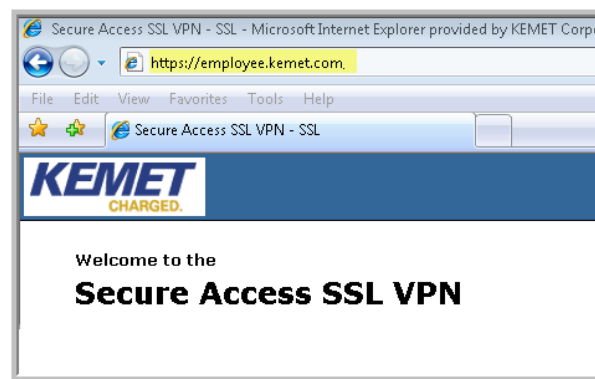 Secure Access SSL VPN - SSL - Microsoft Internet Explorer provided by KEMET Corp
https://employee.kemet.com,
File Edit View Favorites Tools Help
Secure Access SSL VPN - SSL
KEMET
CHARGED.
Welcome to the
Secure Access SSL VPN